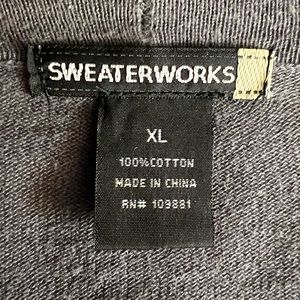 SWEATERWORKS
XL
100%COTTON
MADE IN CHINA
RN# 109881